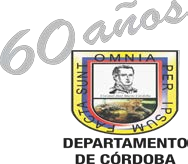 60 años
OMNIA PER IPSUM FACTA SUNT
DEPARTAMENTO
DE CÓRDOBA